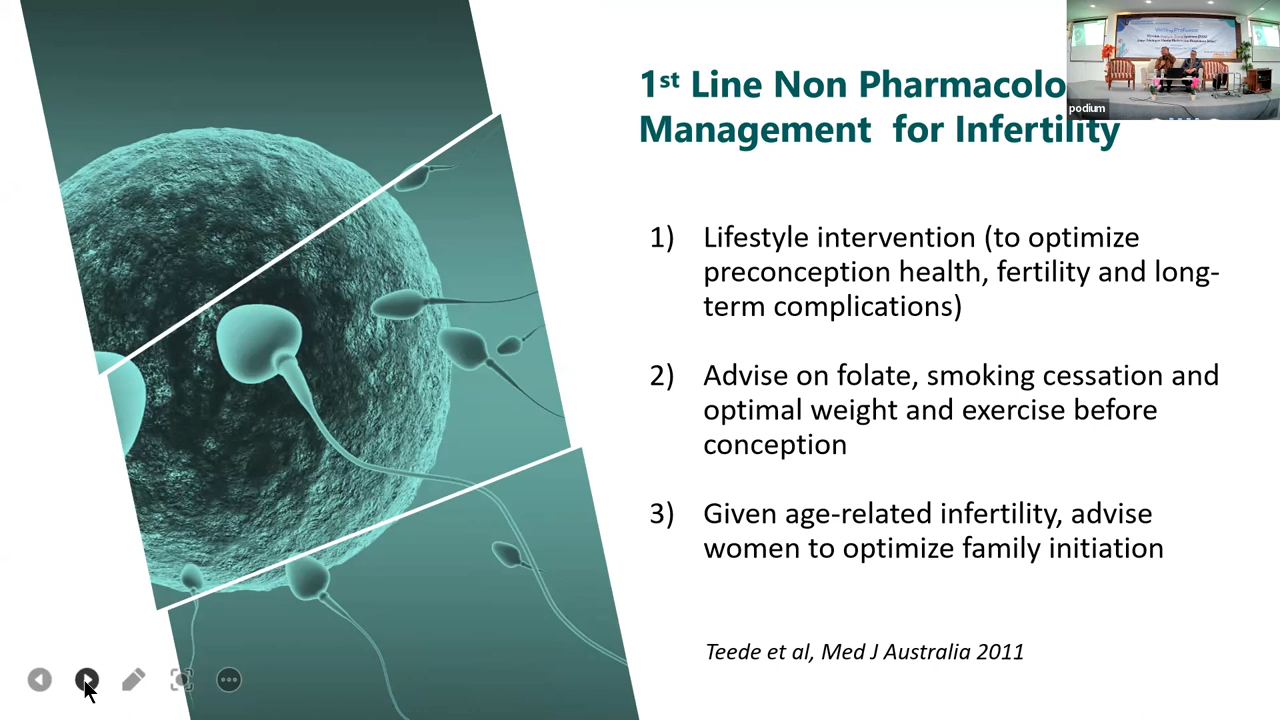 1st Line Non Pharmacolo
Management for Infertility
podium
1) Lifestyle intervention (to optimize
preconception health, fertility and long-
term complications)
2) Advise on folate, smoking cessation and
optimal weight and exercise before
conception
3) Given age-related infertility, advise
women to optimize family initiation
Teede et al, Med J Australia 2011